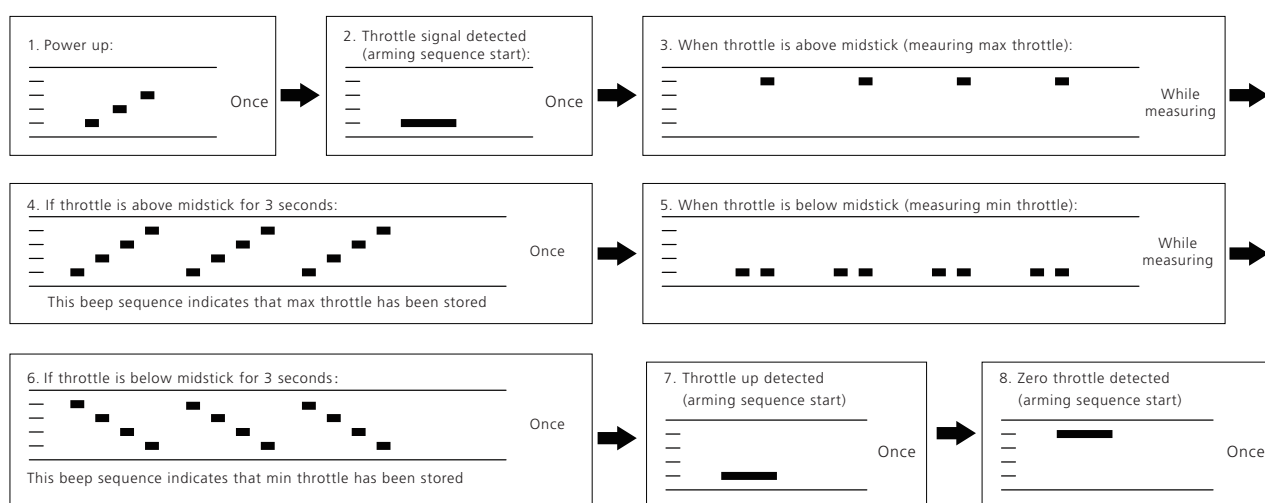 1. Power up:
Once
2. Throttle signal detected
(arming sequence start):
Once
3. When throttle is above midstick (meauring max throttle):
While
measuring
4. If throttle is above midstick for 3 seconds:
Once
This beep sequence indicates that max throttle has been stored
5. When throttle is below midstick (measuring min throttle):
While
measuring
6. If throttle is below midstick for 3 seconds:
Once
This beep sequence indicates that min throttle has been stored
7. Throttle up detected
(arming sequence start)
Once
8. Zero throttle detected
(arming sequence start)
Once